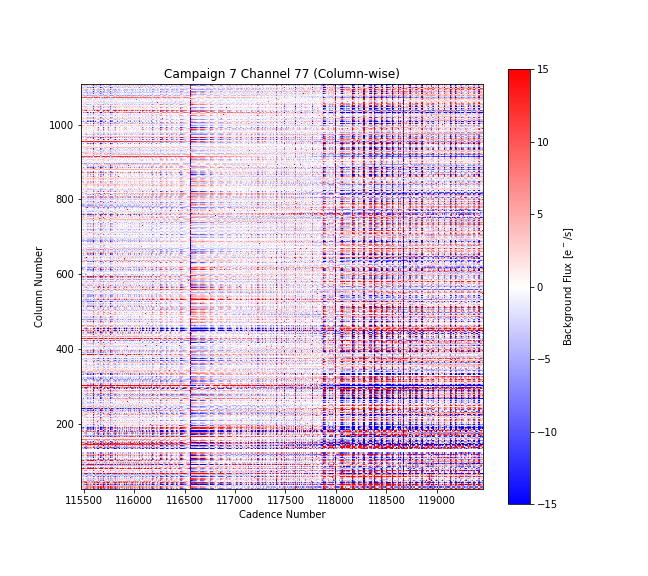 Campaign 7 Channel 77 (Column-wise)
1000
800
600
400
200
Column Number
115500 116000 116500 117000 117500 118000 118500 119000
Cadence Number
15
10
5
0
−5
−10
−15
Background Flux [e⁻/s]